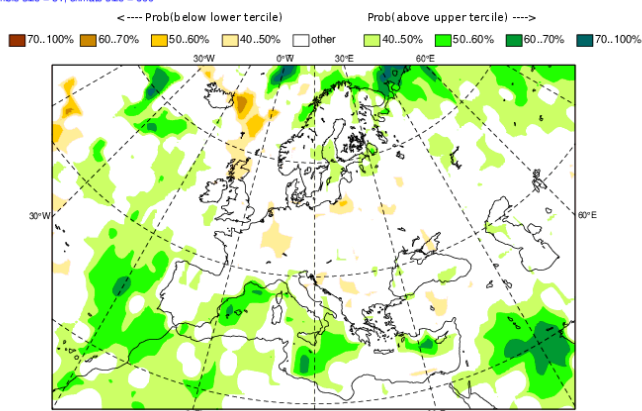 <---- Prob(below lower tercile)
Prob(above upper tercile) ---->
70..100% 60..70% 50..60% 40..50% other 40..50% 50..60% 60..70% 70..100%
30°W 0°W 30°E 60°E
30°W
60°E